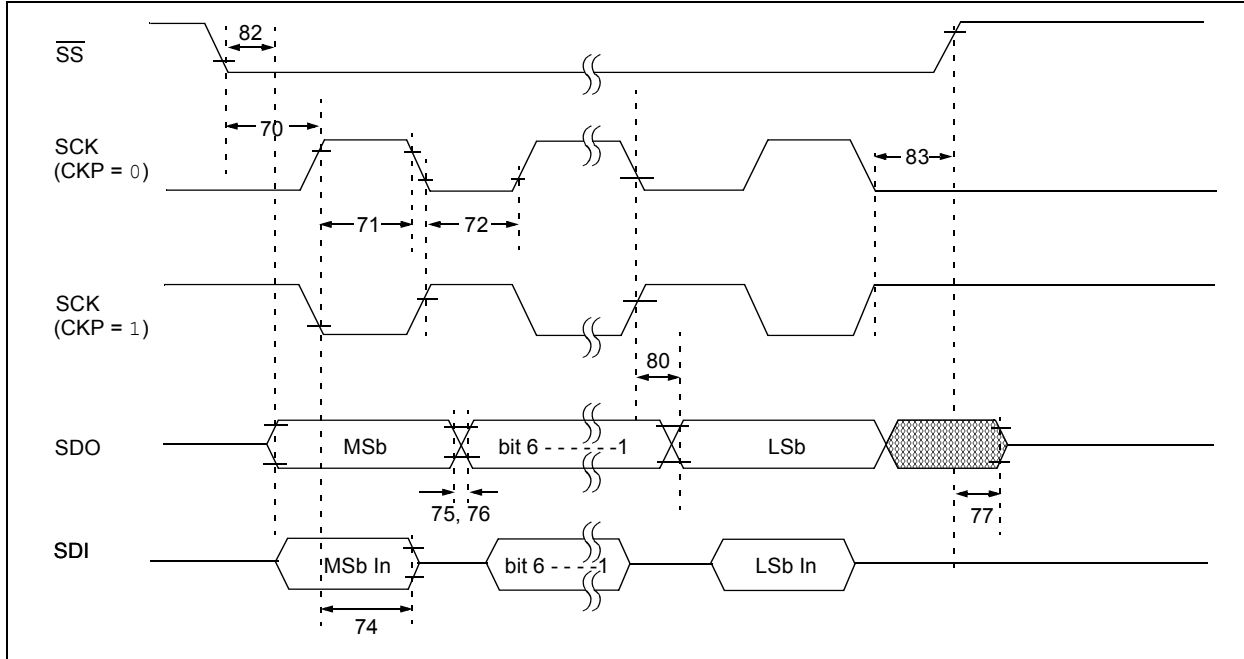 82
SS
70
SCK
(CKP = 0)
83
71
72
SCK
(CKP = 1)
80
SDO
MSb
bit 6 - - - - - -1
LSb
75, 76
77
SDI
MSb In
bit 6 - - - - -1
LSb In
74